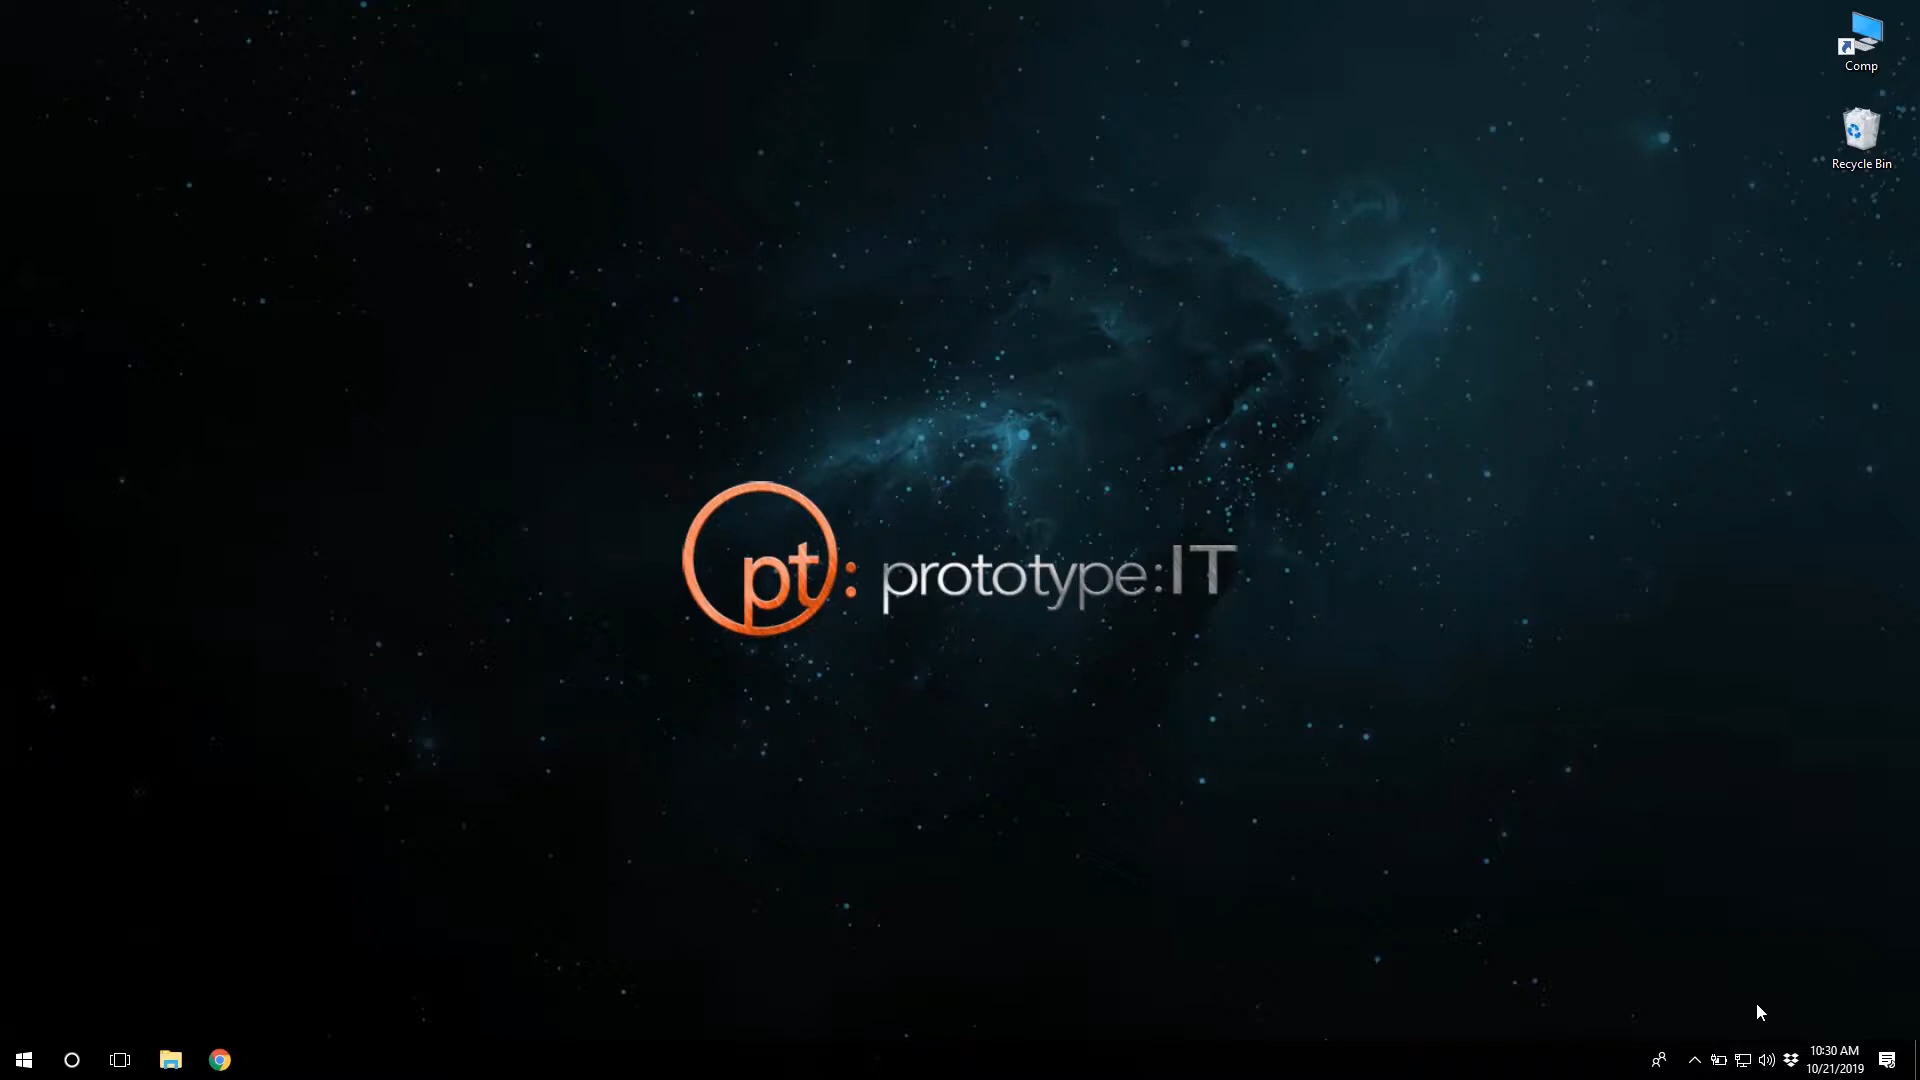 Comp
Recycle Bin
pt: prototype:IT
10:30 AM
10/21/2019